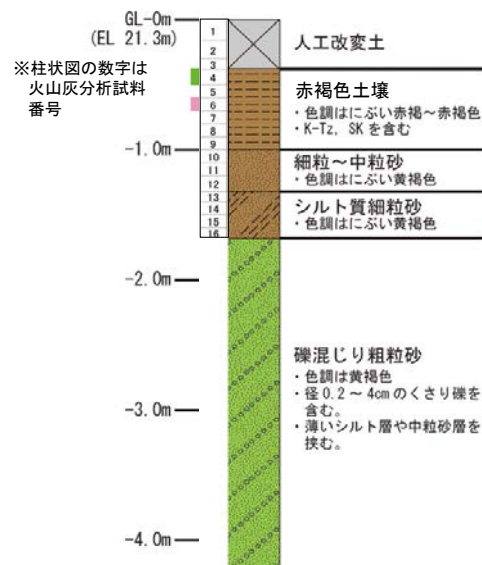 GL-0m
(EL 21.3m)
※柱状図の数字は
火山灰分析試料
番号
1
2
3
4
5
6
7
8
9
10
11
12
13
14
15
16
-1.0m
-2.0m
-3.0m
-4.0m
人工改変土
赤褐色土壌
・色調はにぶい赤褐~赤褐色
・K-Tz, SK を含む
細粒~中粒砂
・色調はにぶい黄褐色
シルト質細粒砂
・色調はにぶい黄褐色
礫混じり粗粒砂
・色調は黄褐色
・径 0.2 ~ 4cm のくさり礫を
含む。
・薄いシルト層や中粒砂層を
挟む。